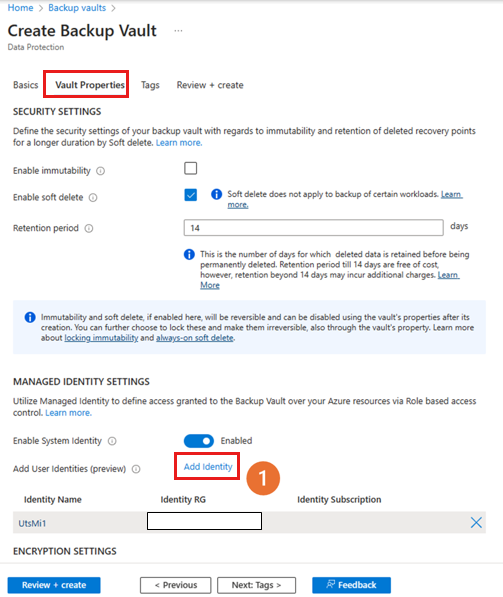 Home > Backup vaults >
Create Backup Vault ...
Data Protection
Basics Vault Properties Tags Review + create
SECURITY SETTINGS
Define the security settings of your backup vault with regards to immutability and retention of deleted recovery points
for a longer duration by Soft delete. Learn more.
Enable immutability
Enable soft delete
Soft delete does not apply to backup of certain workloads. Learn
more.
Retention period
14 days
This is the number of days for which deleted data is retained before being
permanently deleted. Retention period till 14 days are free of cost,
however, retention beyond 14 days may incur additional charges. Learn
More
Immutability and soft delete, if enabled here, will be reversible and can be disabled using the vault's properties after its
creation. You can further choose to lock these and make them irreversible, also through the vault's property. Learn more
about locking immutability and always-on soft delete.
MANAGED IDENTITY SETTINGS
Utilize Managed Identity to define access granted to the Backup Vault over your Azure resources via Role based access
control. Learn more.
Enable System Identity Enabled
Add User Identities (preview) Add Identity
1
Identity Name Identity RG Identity Subscription
UtsMi1
ENCRYPTION SETTINGS
Review + create < Previous Next: Tags > Feedback